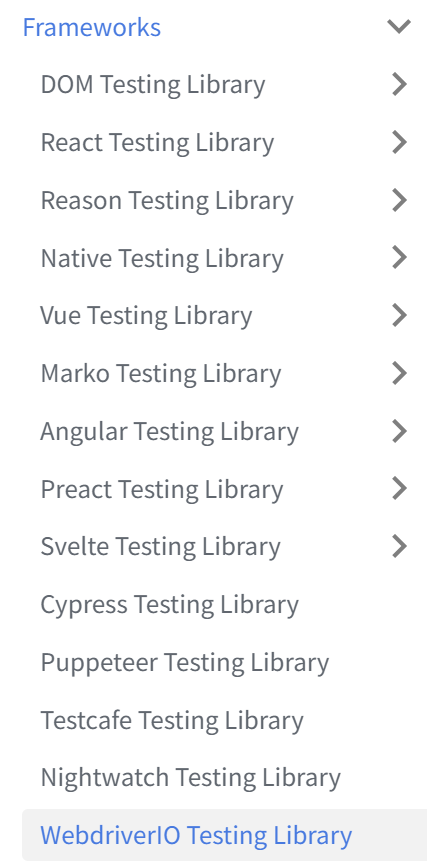 Frameworks
DOM Testing Library
React Testing Library
Reason Testing Library
Native Testing Library
Vue Testing Library
Marko Testing Library
Angular Testing Library
Preact Testing Library
Svelte Testing Library
Cypress Testing Library
Puppeteer Testing Library
Testcafe Testing Library
Nightwatch Testing Library
WebdriverIO Testing Library